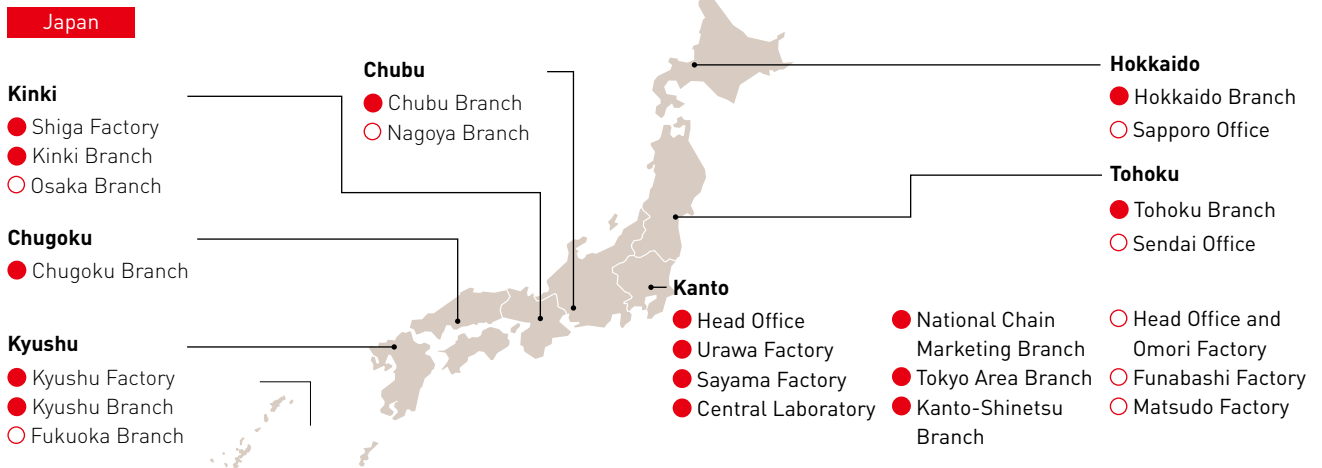 Japan
Kinki
Shiga Factory
Kinki Branch
Osaka Branch
Chugoku
Chugoku Branch
Kyushu
Kyushu Factory
Kyushu Branch
Fukuoka Branch
Chubu
Chubu Branch
Nagoya Branch
Hokkaido
Hokkaido Branch
Sapporo Office
Tohoku
Tohoku Branch
Sendai Office
Kanto
Head Office
Urawa Factory
Sayama Factory
Central Laboratory
National Chain
Marketing Branch
Tokyo Area Branch
Kanto-Shinetsu
Branch
Head Office and
Omori Factory
Funabashi Factory
Matsudo Factory